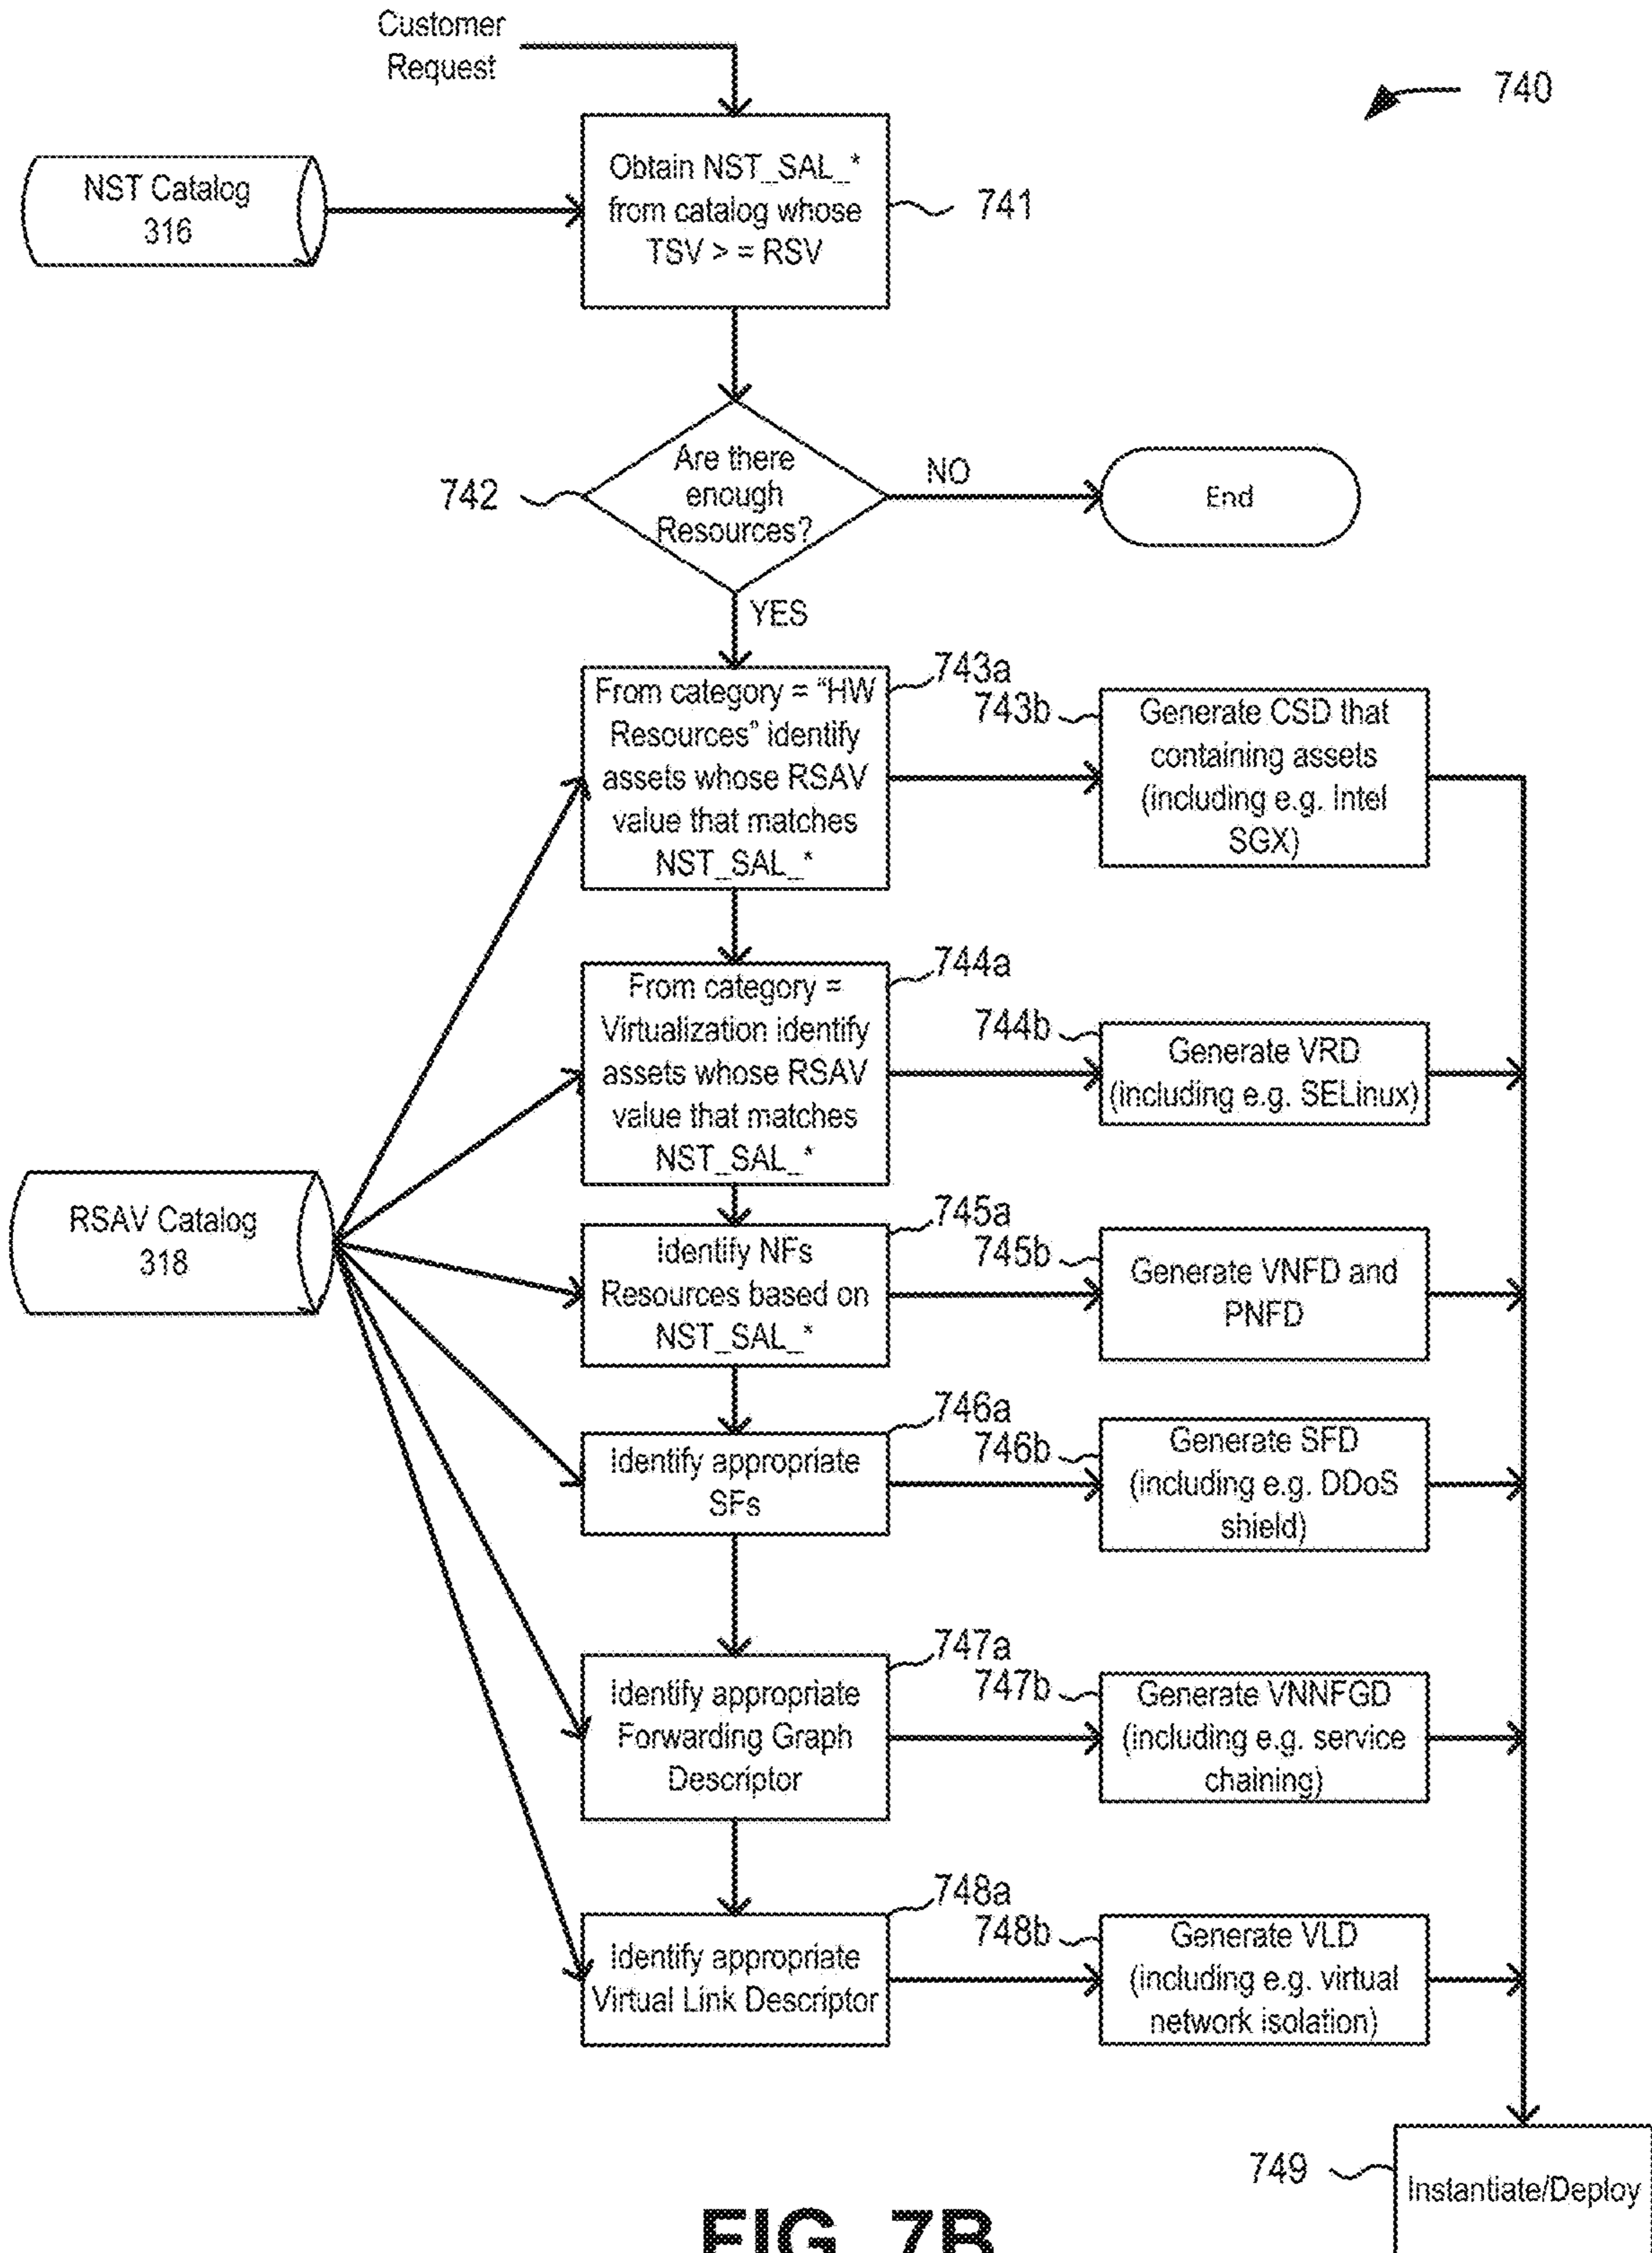 Customer
Request
740
NST Catalog
316
Obtain NST_SAL_*
from catalog whose
TSV > = RSV
741
742
Are there
enough
Resources?
NO
End
YES
743a
From category = "HW
Resources" identify
assets whose RSAV
value that matches
NST_SAL_*
743b
Generate CSD that
containing assets
(including e.g. Intel
SGX)
744a
From category =
Virtualization identify
assets whose RSAV
value that matches
NST_SAL_*
744b
Generate VRD
(including e.g. SELinux)
RSAV Catalog
318
745a
Identify NFs
Resources based on
NST_SAL_*
745b
Generate VNFD and
PNFD
746a
Identify appropriate
SFs
746b
Generate SFD
(including e.g. DDoS
shield)
747a
Identify appropriate
Forwarding Graph
Descriptor
747b
Generate VNNFGD
(including e.g. service
chaining)
748a
Identify appropriate
Virtual Link Descriptor
748b
Generate VLD
(including e.g. virtual
network isolation)
749
Instantiate/Deploy
FIG. 7B